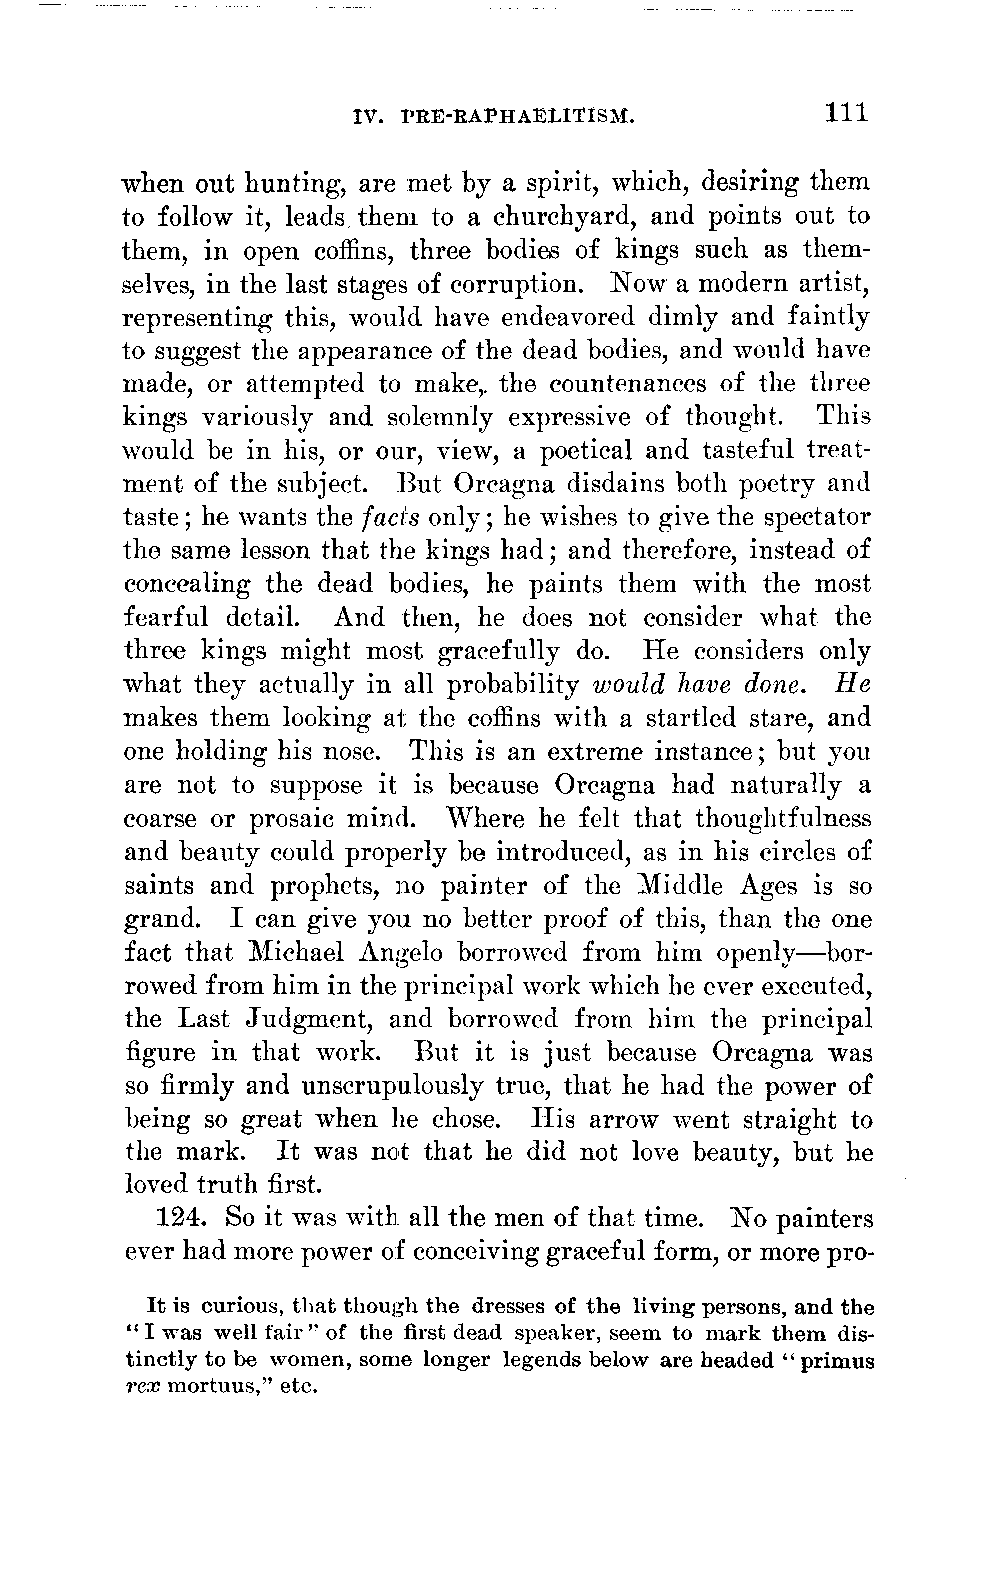 IV. PRE-RAPHAELITISM. 111
when out hunting, are met by a spirit, which, desiring them
to follow it, leads them to a churchyard, and points out to
them, in open coffins, three bodies of kings such as them-
selves, in the last stages of corruption. Now a modern artist,
representing this, would have endeavored dimly and faintly
to suggest the appearance of the dead bodies, and would have
made, or attempted to make, the countenances of the three
kings variously and solemnly expressive of thought. This
would be in his, or our, view, a poetical and tasteful treat-
ment of the subject. But Orcagna disdains both poetry and
taste; he wants the facts only; he wishes to give the spectator
the same lesson that the kings had; and therefore, instead of
concealing the dead bodies, he paints them with the most
fearful detail. And then, he does not consider what the
three kings might most gracefully do. He considers only
what they actually in all probability would have done. He
makes them looking at the coffins with a startled stare, and
one holding his nose. This is an extreme instance; but you
are not to suppose it is because Orcagna had naturally a
coarse or prosaic mind. Where he felt that thoughtfulness
and beauty could properly be introduced, as in his circles of
saints and prophets, no painter of the Middle Ages is so
grand. I can give you no better proof of this, than the one
fact that Michael Angelo borrowed from him openly—bor-
rowed from him in the principal work which he ever executed,
the Last Judgment, and borrowed from him the principal
figure in that work. But it is just because Orcagna was
so firmly and unscrupulously true, that he had the power of
being so great when he chose. His arrow went straight to
the mark. It was not that he did not love beauty, but he
loved truth first.
124. So it was with all the men of that time. No painters
ever had more power of conceiving graceful form, or more pro-
It is curious, that though the dresses of the living persons, and the
"I was well fair" of the first dead speaker, seem to mark them dis-
tinctly to be women, some longer legends below are headed "primus
rex mortuus," etc.